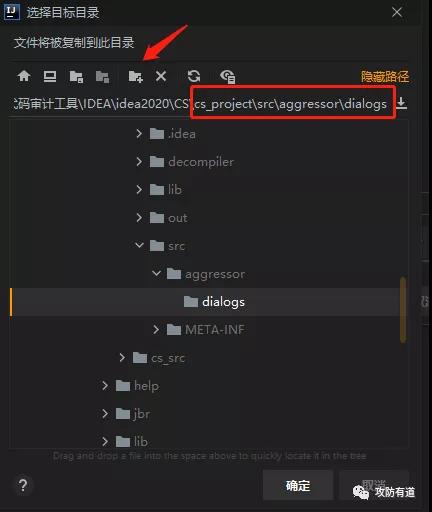 IJ 选择目标目录
文件将被复制到此目录
隐藏路径
码审计工具\IDEA\idea2020\CS\cs_project\src\aggressor\dialogs
.idea
decompiler
lib
out
src
aggressor
dialogs
META-INF
cs_src
help
jbr
lib
Drag and drop a file into the space above to quickly locate it in the tree
?
确定
取消
攻防有道